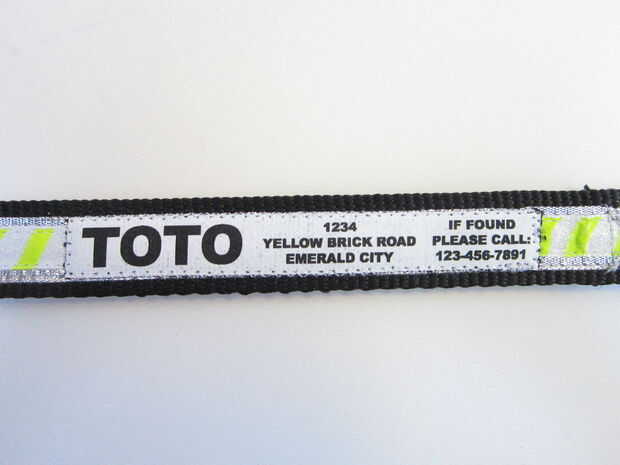 TOTO
1234
YELLOW BRICK ROAD
EMERALD CITY
IF FOUND
PLEASE CALL:
123-456-7891